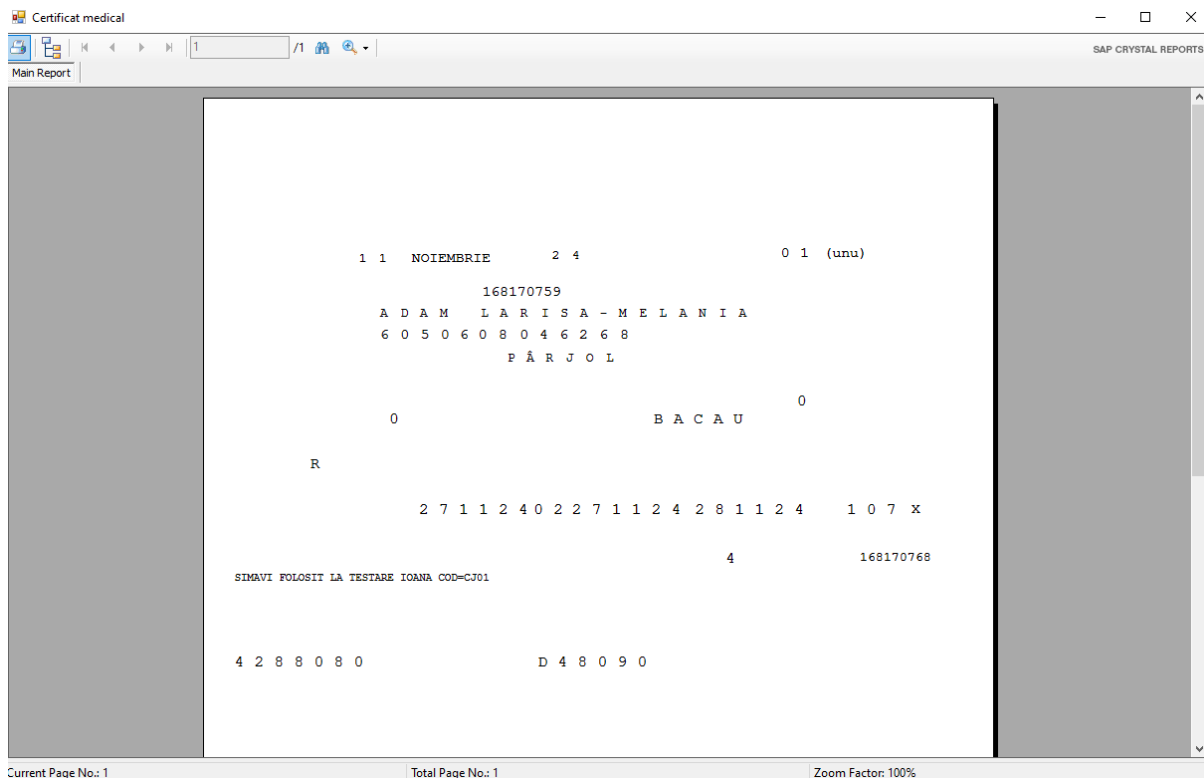 Certificat medical
1 /1 SAP CRYSTAL REPORTS
Main Report
1 1 NOIEMBRIE 2 4 0 1 (unu)
168170759
A D A M L A R I S A - M E L A N I A
6 0 5 0 6 0 8 0 4 6 2 6 8
P Â R J O L
0
0 B A C A U
R
2 7 1 1 2 4 0 2 2 7 1 1 2 4 2 8 1 1 2 4 1 0 7 X
4 168170768
SIMAVI FOLOSIT LA TESTARE IOANA COD=CJ01
4 2 8 8 0 8 0 D 4 8 0 9 0
Current Page No.: 1 Total Page No.: 1 Zoom Factor: 100%